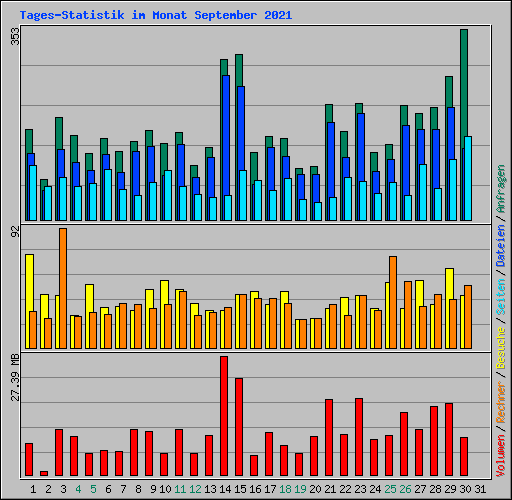 Tages-Statistik im Monat September 2021
353
92
27.39 MB
Volumen / Rechner / Besuche / Seiten / Dateien / Anfragen
1 2 3 4 5 6 7 8 9 10 11 12 13 14 15 16 17 18 19 20 21 22 23 24 25 26 27 28 29 30 31